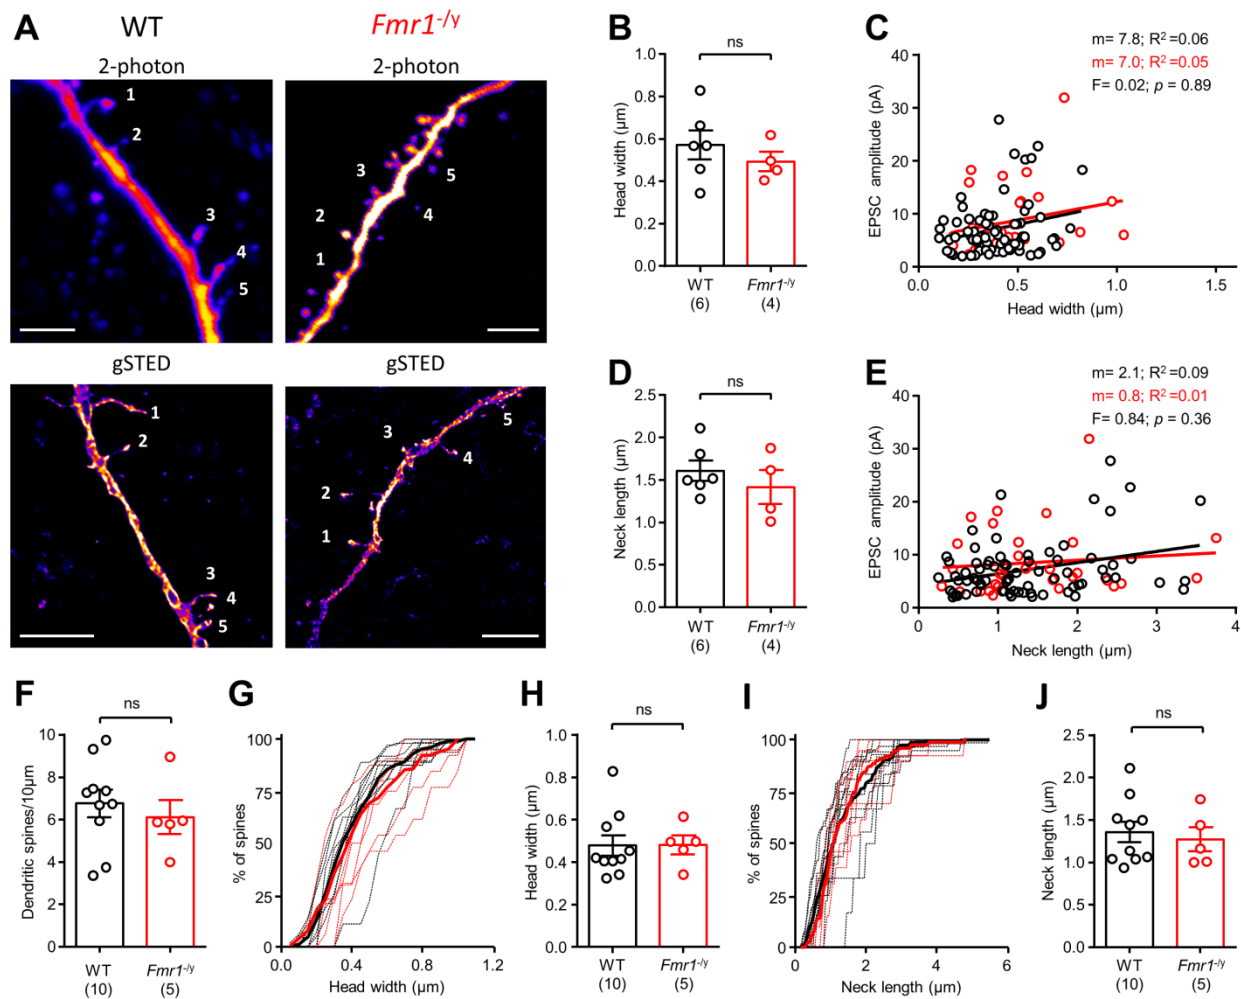 A
WT
Fmr1-/y
2-photon
2-photon
1
2
3
4
5
3
5
4
2
1
gSTED
gSTED
1
2
3
4
5
5
3
4
2
1
B
ns
Head width (µm)
1.0
0.8
0.6
0.4
0.2
0.0
WT
(6)
Fmr1-/y
(4)
C
m= 7.8; R2 =0.06
m= 7.0; R2 =0.05
F= 0.02; p = 0.89
EPSC amplitude (pA)
40
30
20
10
0
0.0 0.5 1.0 1.5
Head width (µm)
D
ns
Neck length (µm)
2.5
2.0
1.5
1.0
0.5
0.0
WT
(6)
Fmr1-/y
(4)
E
m= 2.1; R2 =0.09
m= 0.8; R2 =0.01
F= 0.84; p = 0.36
EPSC amplitude (pA)
40
30
20
10
0
0 1 2 3 4
Neck length (µm)
F
ns
Dendritic spines/10µm
10
8
6
4
2
0
WT
(10)
Fmr1-/y
(5)
G
% of spines
100
75
50
25
0
0.0 0.4 0.8 1.2
Head width (µm)
H
ns
Head width (µm)
1.0
0.8
0.6
0.4
0.2
0.0
WT
(10)
Fmr1-/y
(5)
I
% of spines
100
75
50
25
0
0 2 4 6
Neck length (µm)
J
ns
Neck length (µm)
2.5
2.0
1.5
1.0
0.5
0.0
WT
(10)
Fmr1-/y
(5)